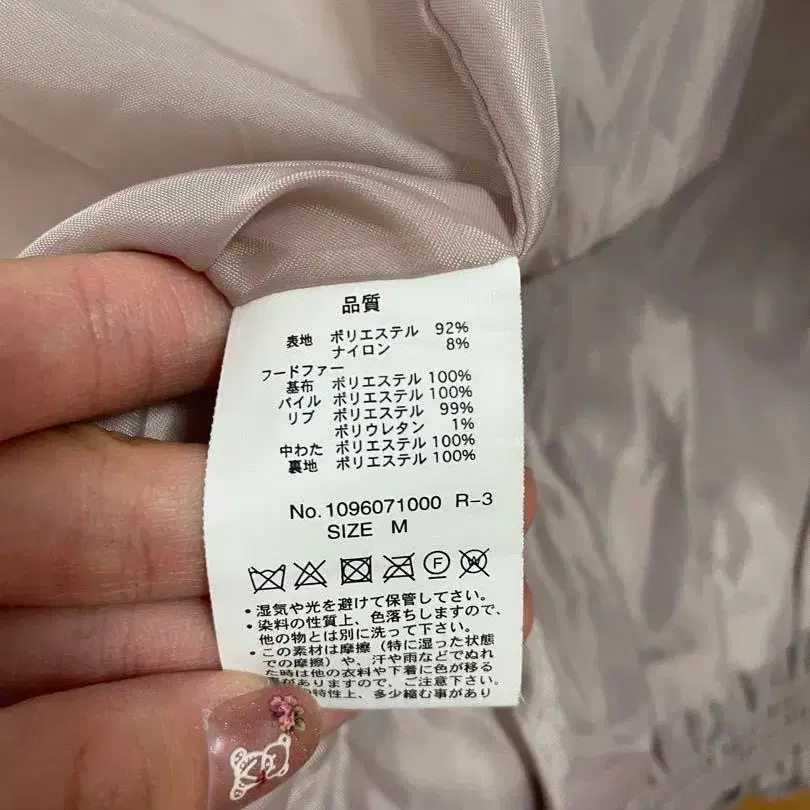 品質
表地 ポリエステル 92%
ナイロン 8%
フードファー
基布 ポリエステル 100%
パイル ポリエステル 100%
リブ ポリエステル 99%
ポリウレタン 1%
中わた ポリエステル 100%
裏地 ポリエステル 100%
No.1096071000 R-3
SIZE M
F W
・湿気や光を避けて保管してさい。
・染料の性質上、色落ちしますので、
他の物とは別に洗って下さい。
・この素材は摩擦（特に湿った状態
での摩擦）や、汗や雨などでぬれ
た時は他の衣料や下着に色が移る
がありますので、ご注意下さい。
の特性上、多少縮む事があり